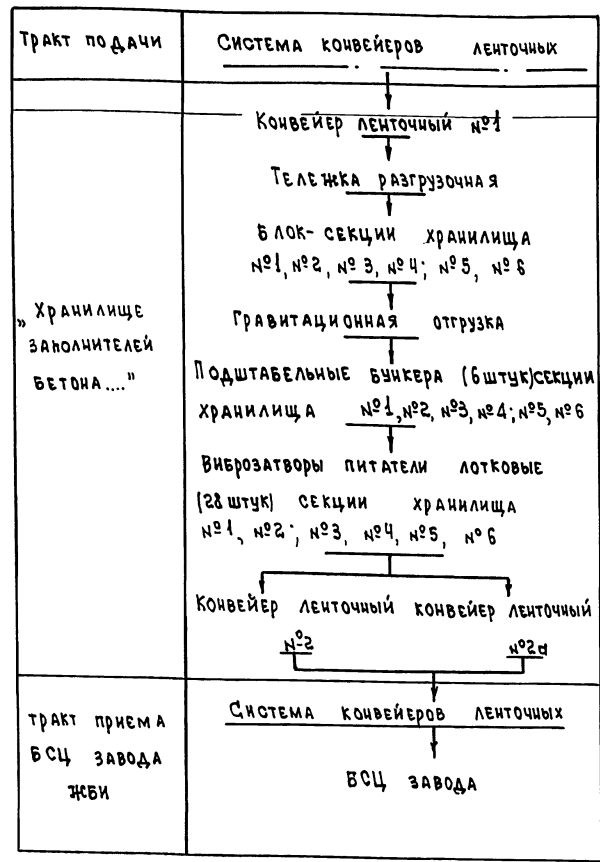 Тракт подачи
Система конвейеров ленточных
Конвейер ленточный №1
Тележка разгрузочная
Блок-секции хранилища
№1, №2, №3, №4; №5, №6
„Хранилище
заполнителей
бетона...."
Гравитационная отгрузка
Подштабельные бункера (6 штук) секции
хранилища №1, №2, №3, №4; №5, №6
Виброзатворы питатели лотковые
(28 штук) секции хранилища
№1, №2; №3, №4, №5, №6
Конвейер ленточный конвейер ленточный
№2 №2а
тракт приема
БСЦ завода
ЖБИ
Система конвейеров ленточных
БСЦ завода